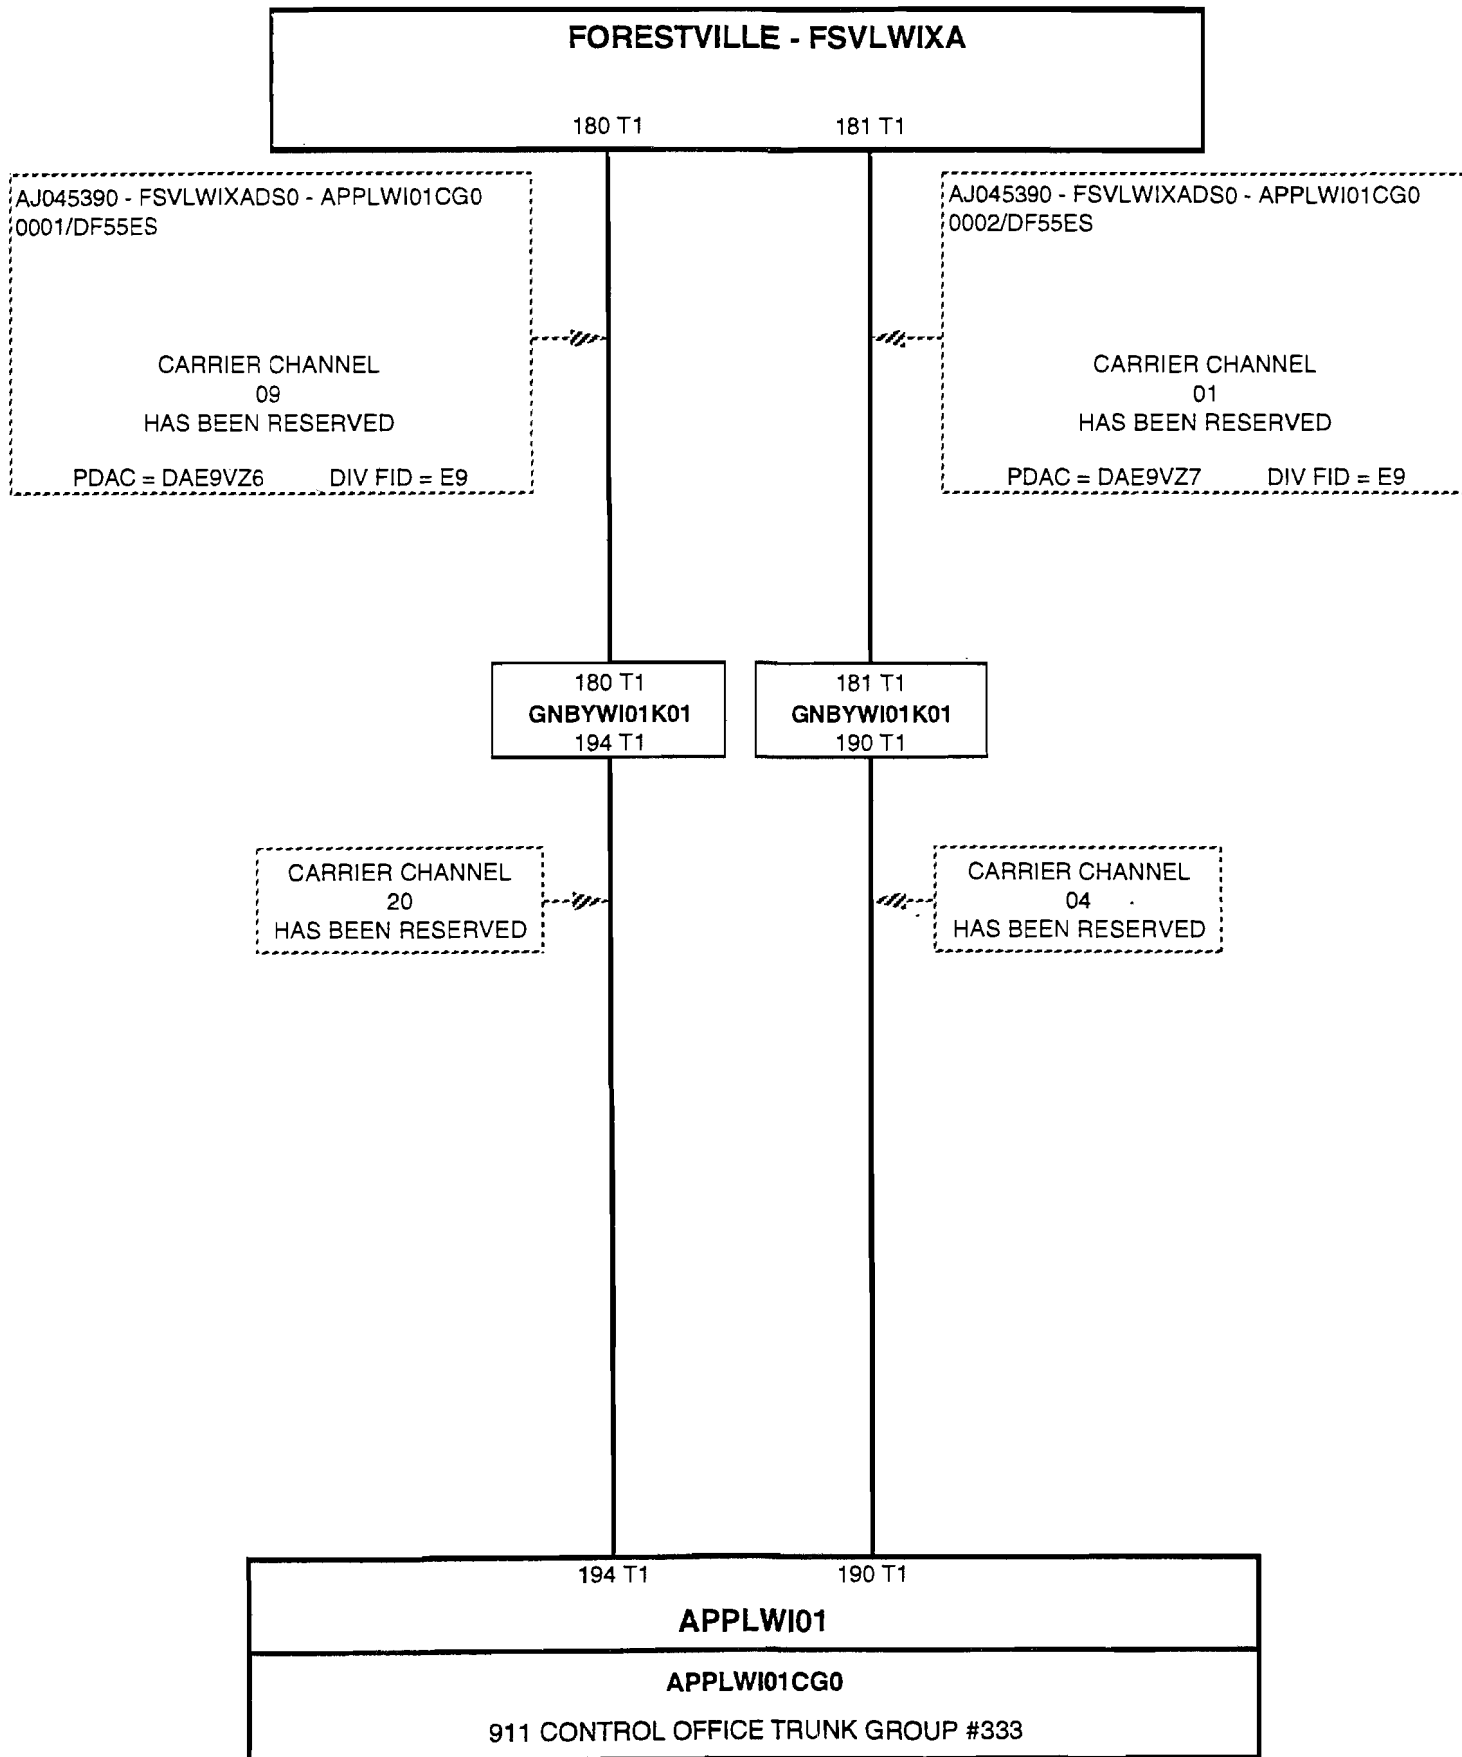 FORESTVILLE - FSVLWIXA
180 T1
181 T1
AJ045390 - FSVLWIXADS0 - APPLWI01CG0
0001/DF55ES
CARRIER CHANNEL
09
HAS BEEN RESERVED
PDAC = DAE9VZ6 DIV FID = E9
AJ045390 - FSVLWIXADS0 - APPLWI01CG0
0002/DF55ES
CARRIER CHANNEL
01
HAS BEEN RESERVED
PDAC = DAE9VZ7 DIV FID = E9
180 T1
GNBYWI01K01
194 T1
181 T1
GNBYWI01K01
190 T1
CARRIER CHANNEL
20
HAS BEEN RESERVED
CARRIER CHANNEL
04
HAS BEEN RESERVED
194 T1
190 T1
APPLWI01
APPLWI01CG0
911 CONTROL OFFICE TRUNK GROUP #333